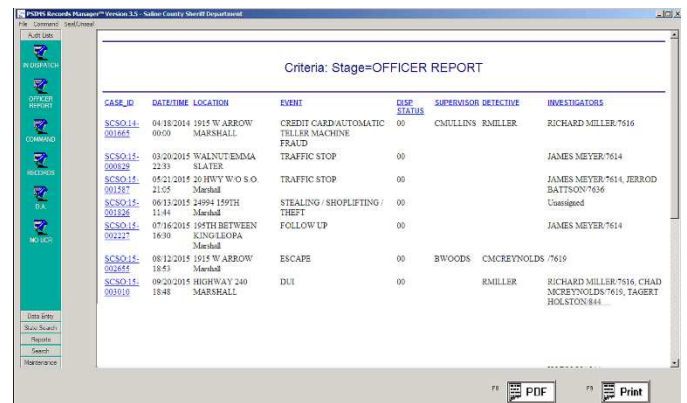 PSIMS Records Manager™ Version 3.5 - Saline County Sheriff Department
File Command Seal/Unseal
Audit Lists
IN DISPATCH
OFFICER REPORT
COMMAND
RECORDS
D.A.
MO UCR
Data Entry
State Search
Reports
Search
Maintenance
Criteria: Stage=OFFICER REPORT
CASE_ID DATE/TIME LOCATION EVENT DISP STATUS SUPERVISOR DETECTIVE INVESTIGATORS
SCSO:14-001665 04/18/2014 00:00 1915 W ARROW MARSHALL CREDIT CARD/AUTOMATIC TELLER MACHINE FRAUD 00 CMULLINS RMILLER RICHARD MILLER/7616
SCSO:15-000829 03/20/2015 22:33 WALNUT/EMMA SLATER TRAFFIC STOP 00 JAMES MEYER/7614
SCSO:15-001587 05/21/2015 21:05 20 HWY W/O S.O. Marshall TRAFFIC STOP 00 JAMES MEYER/7614, JERROD BATTSON/7636
SCSO:15-001826 06/13/2015 11:44 24994 159TH Marshall STEALING / SHOPLIFTING / THEFT 00 Unassigned
SCSO:15-002227 07/16/2015 16:30 195TH BETWEEN KING/LEOPA Marshall FOLLOW UP 00 JAMES MEYER/7614
SCSO:15-002655 08/12/2015 18:53 1915 W ARROW Marshall ESCAPE 00 BWOODS CMCREYNOLDS /7619
SCSO:15-003010 09/20/2015 18:48 HIGHWAY 240 MARSHALL DUI 00 RMILLER RICHARD MILLER/7616, CHAD MCREYNOLDS/7619, TAGERT HOLSTON/844 ...
F8 PDF F9 Print